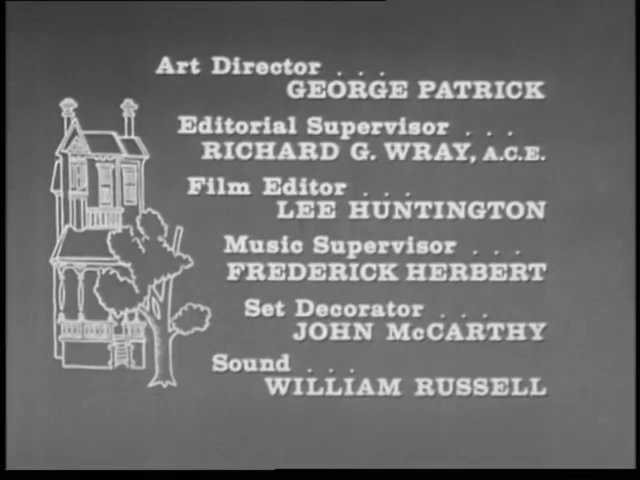 Art Director . . .
GEORGE PATRICK
Editorial Supervisor . . .
RICHARD G. WRAY, A.C.E.
Film Editor . . .
LEE HUNTINGTON
Music Supervisor . . .
FREDERICK HERBERT
Set Decorator . . .
JOHN McCARTHY
Sound . . .
WILLIAM RUSSELL